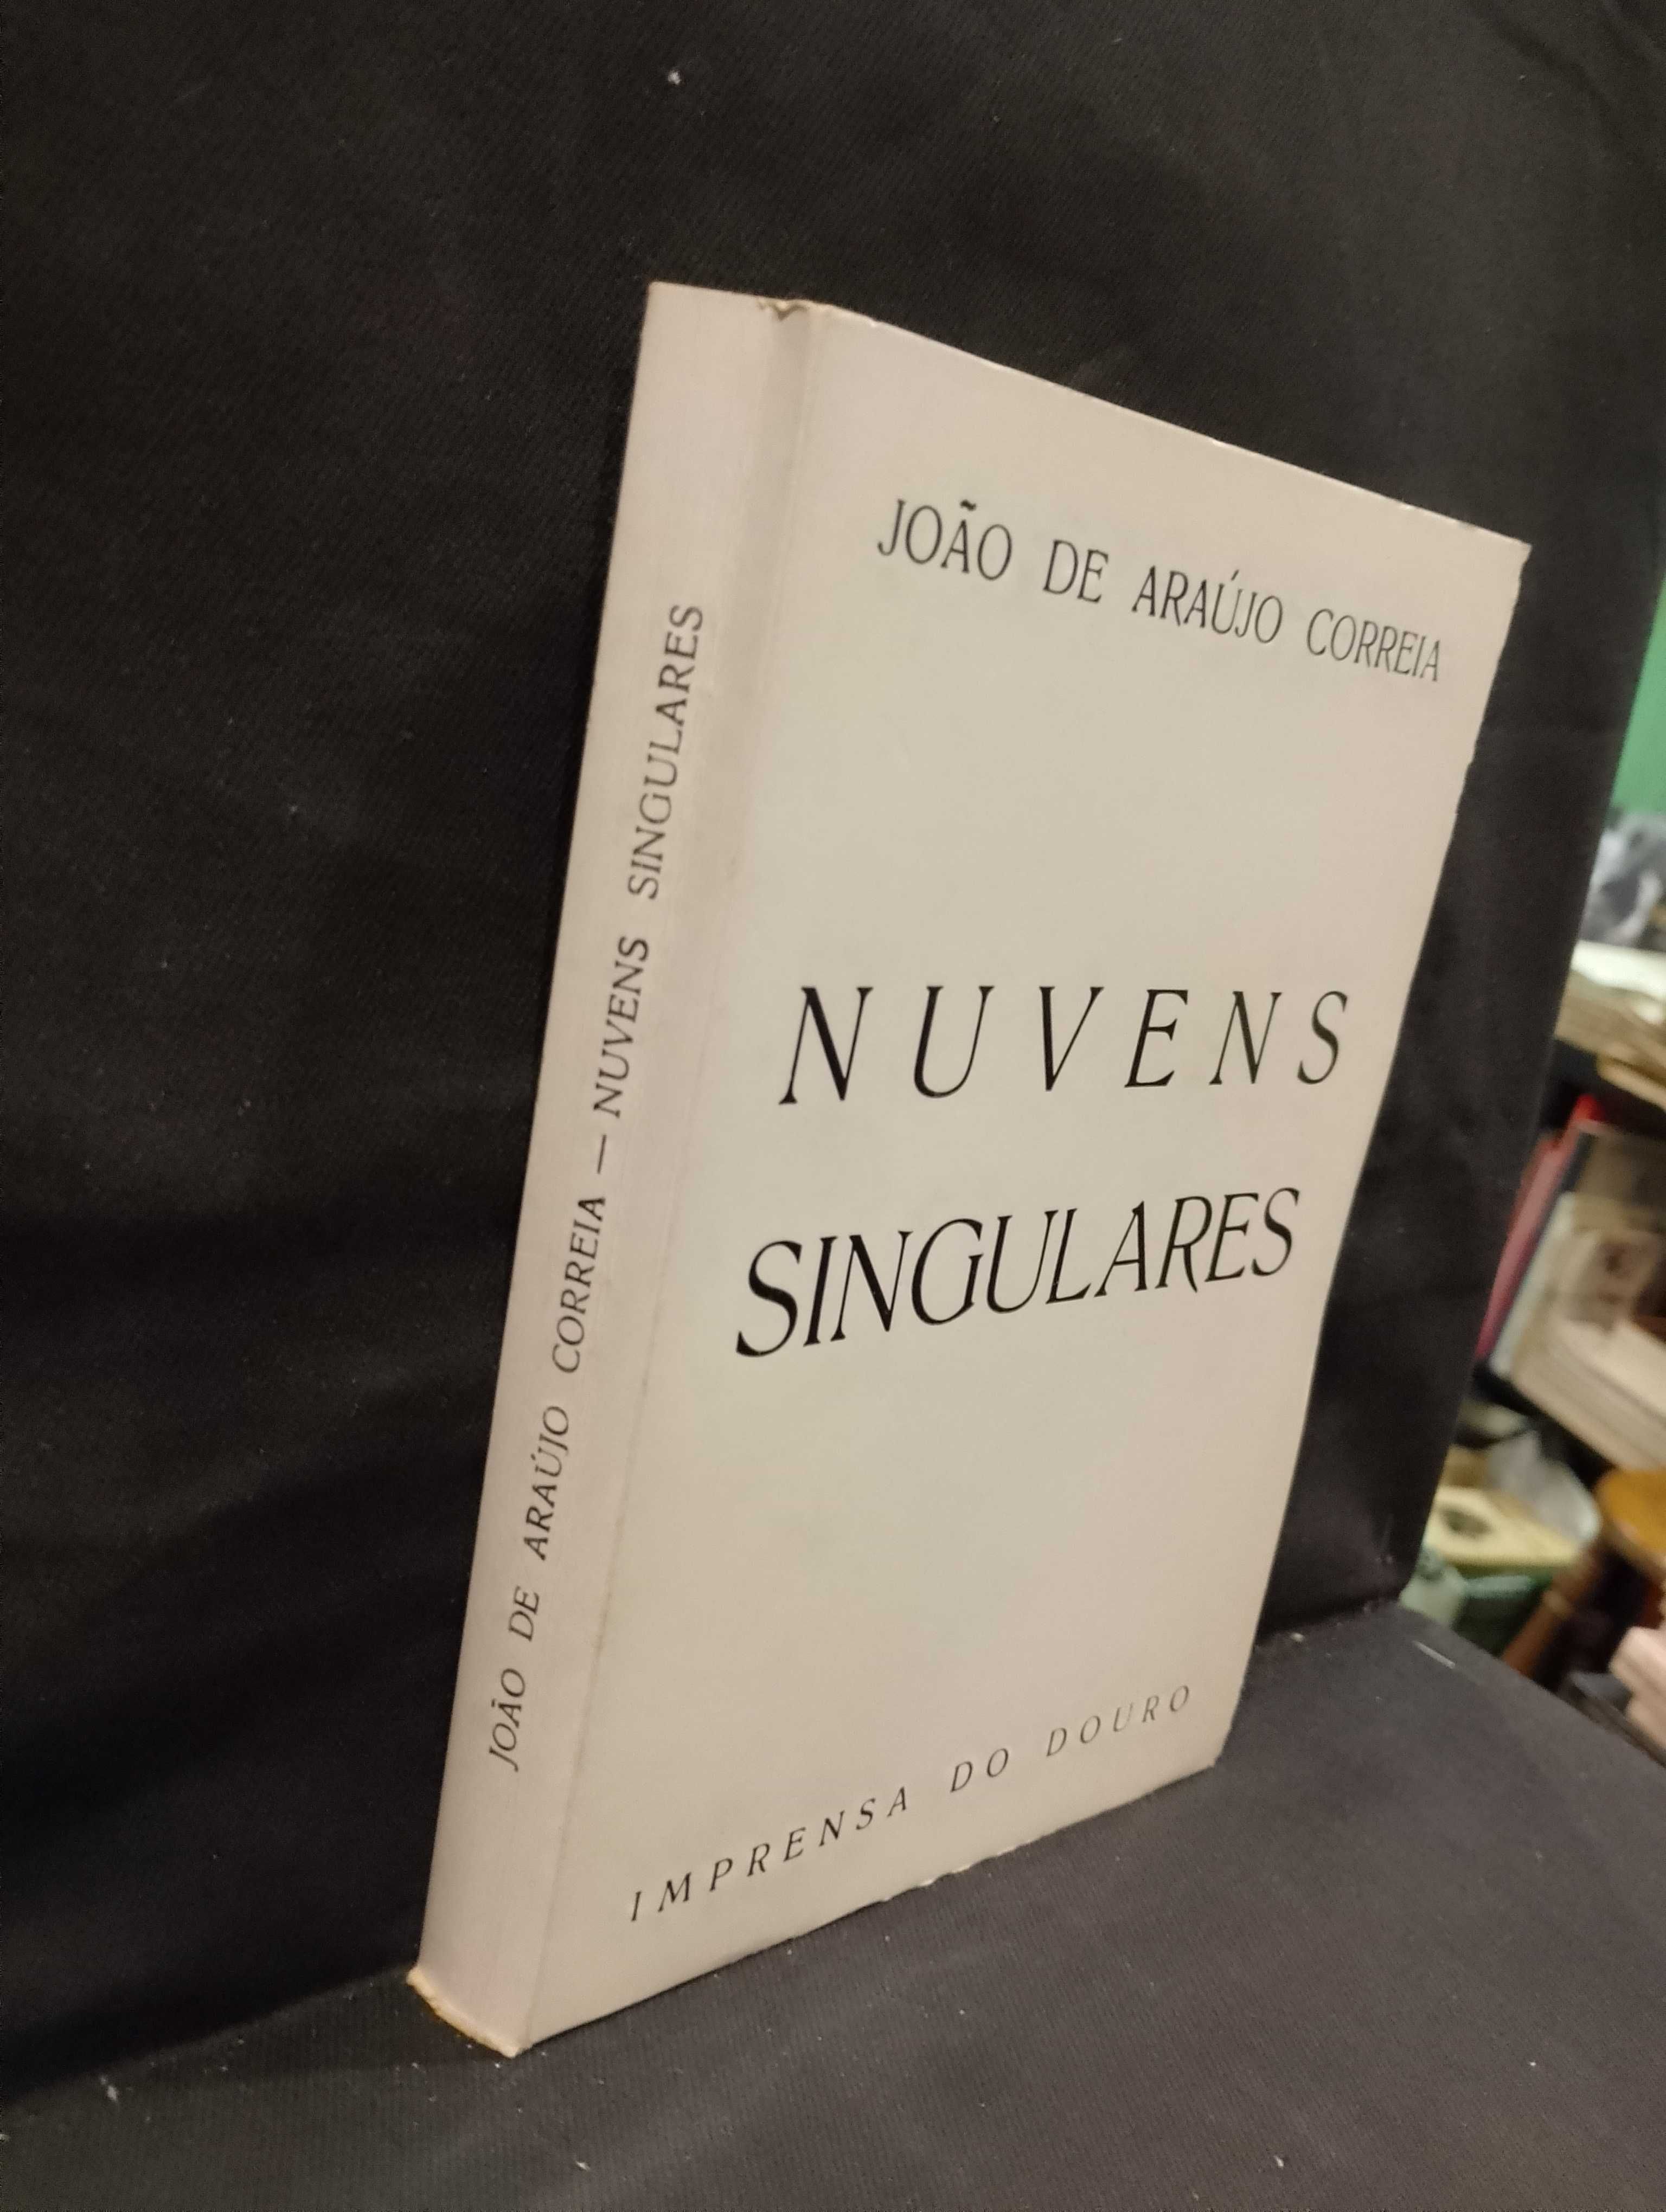 JOÃO DE ARAÚJO CORREIA
NUVENS
SINGULARES
IMPRENSA DO DOURO
JOÃO DE ARAÚJO CORREIA — NUVENS SINGULARES